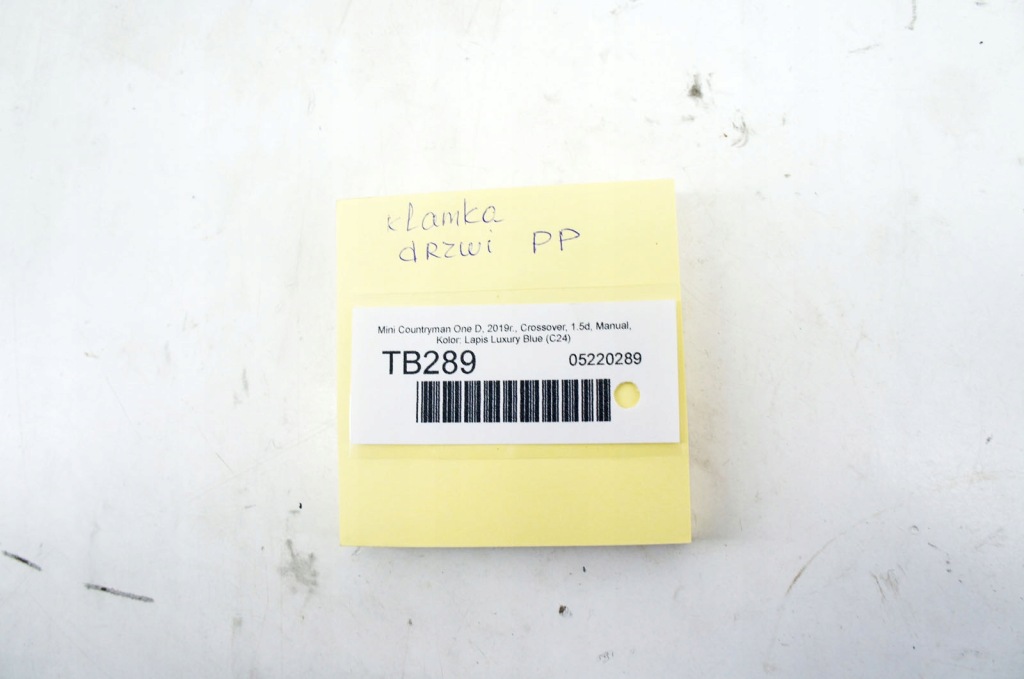 klamka
drzwi PP
Mini Countryman One D, 2019r., Crossover, 1.5d, Manual,
Kolor: Lapis Luxury Blue (C24)
TB289 05220289